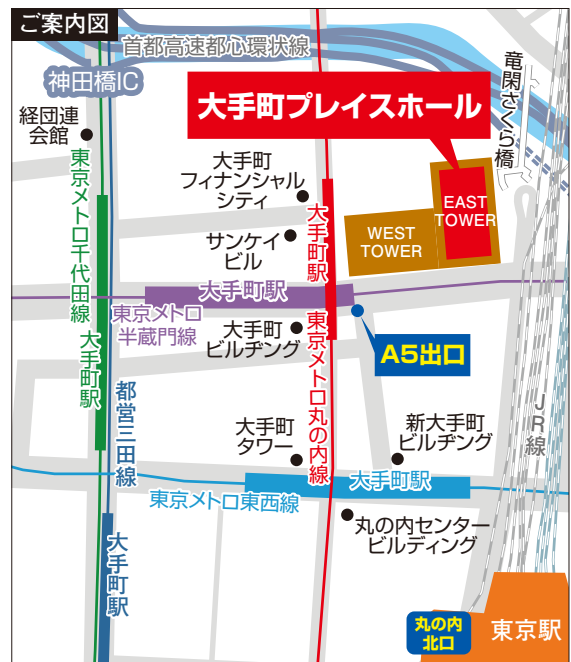 ご案内図
首都高速都心環状線
神田橋IC
竜閑さくら橋
経団連
会館
大手町プレイスホール
大手町
フィナンシャル
シティ
EAST
TOWER
WEST
TOWER
サンケイ
ビル
大手町駅
東京メトロ千代田線
大手町駅
大手町駅
東京メトロ
半蔵門線
大手町
ビルヂング
東京メトロ丸の内線
A5出口
大手町駅
都営三田線
JR線
大手町
タワー
新大手町
ビルヂング
大手町駅
東京メトロ東西線
丸の内センター
ビルディング
大手町駅
丸の内
北口
東京駅